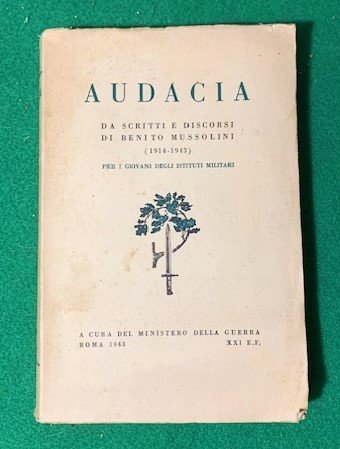 AUDACIA
DA SCRITTI E DISCORSI
DI BENITO MUSSOLINI
(1914-1943)
PER I GIOVANI DEGLI ISTITUTI MILITARI
A CURA DEL MINISTERO DELLA GUERRA
ROMA 1943 XXI E.F.